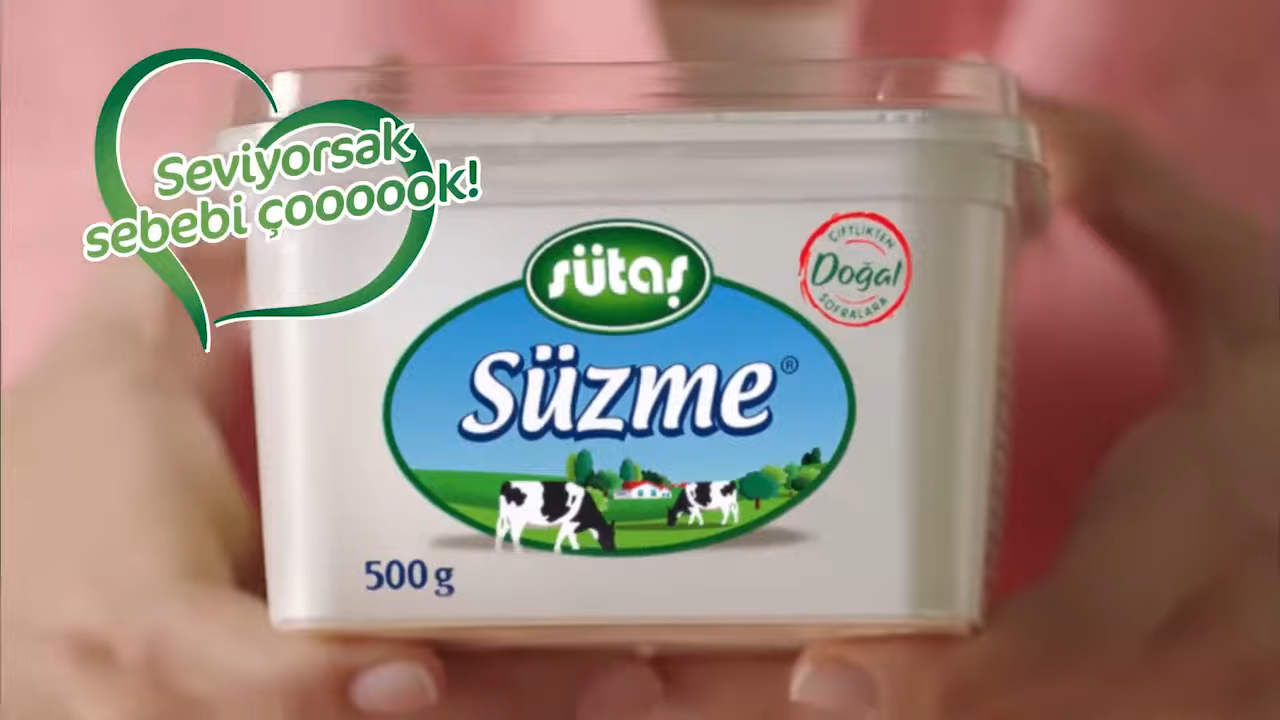 Seviyorsak
sebebi çoooook!
sütaş
Süzme®
ÇİFTLİKTEN
Doğal
SOFRALARA
500 g